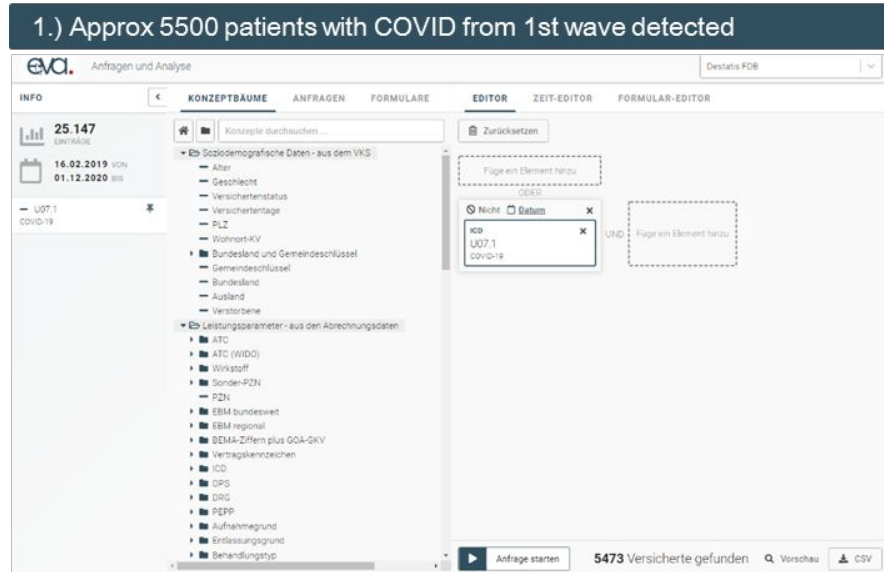 1.) Approx 5500 patients with COVID from 1st wave detected
eva. Anfragen und Analyse
Destatis FDB
INFO
25.147
EINTRÄGE
16.02.2019 VON
01.12.2020 BIS
U07.1
COVID-19
KONZEPTBÄUME ANFRAGEN FORMULARE
Konzepte durchsuchen ...
Soziodemografische Daten - aus dem VKS
Alter
Geschlecht
Versichertenstatus
Versichertentage
PLZ
Wohnort-KV
Bundesland und Gemeindeschlüssel
Gemeindeschlüssel
Bundesland
Ausland
Verstorbene
Leistungsparameter - aus den Abrechnungsdaten
ATC
ATC (WIDO)
Wirkstoff
Sonder-PZN
PZN
EBM bundesweit
EBM regional
BEMA-Ziffern plus GOA-GKV
Vertragskennzeichen
ICD
OPS
DRG
PEPP
Aufnahmegrund
Entlassungsgrund
Behandlungstyp
EDITOR ZEIT-EDITOR FORMULAR-EDITOR
Zurücksetzen
Füge ein Element hinzu
ODER
Nicht Datum
ICD
U07.1
COVID-19
UND
Füge ein Element hinzu
Anfrage starten 5473 Versicherte gefunden Vorschau CSV